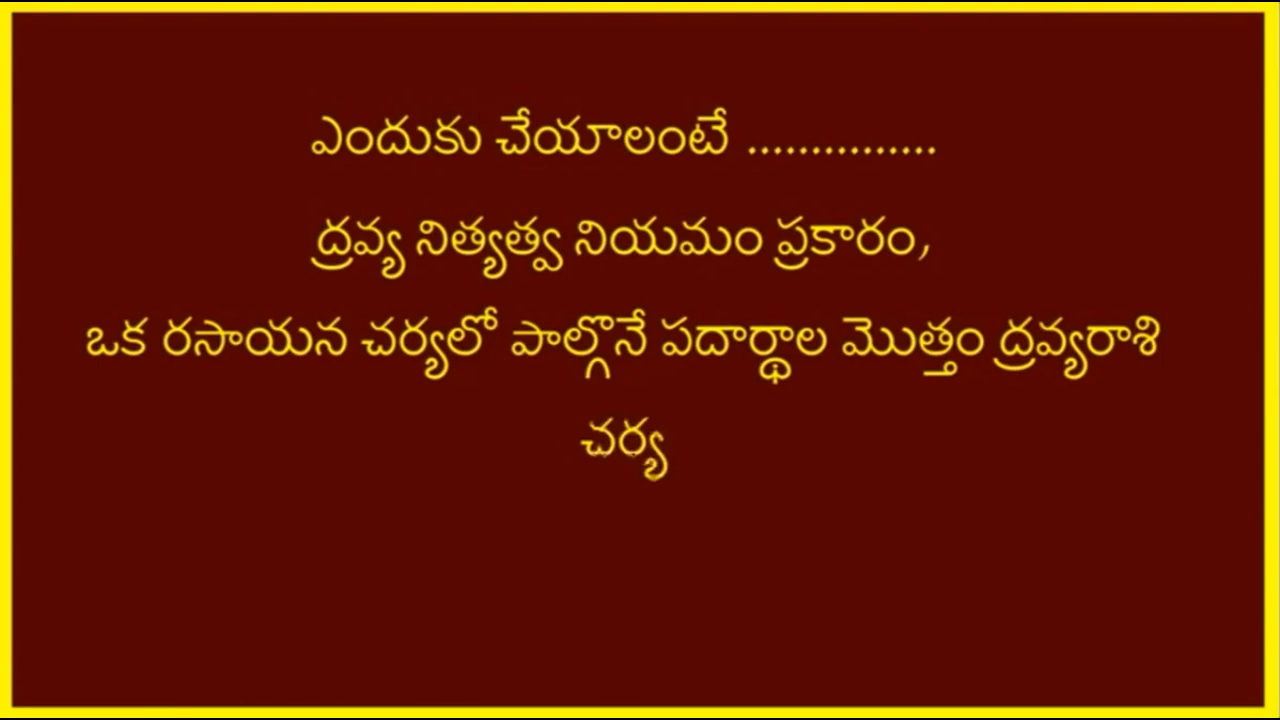 ఎందుకు చేయాలంటే ...............
ద్రవ్య నిత్యత్వ నియమం ప్రకారం,
ఒక రసాయన చర్యలో పాల్గొనే పదార్థాల మొత్తం ద్రవ్యరాశి
చర్య